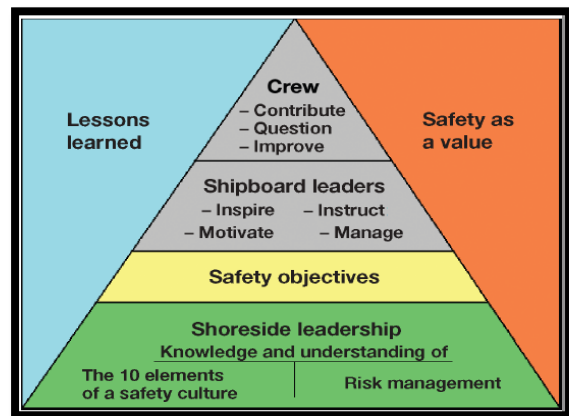 Lessons
learned
Safety as
a value
Crew
– Contribute
– Question
– Improve
Shipboard leaders
– Inspire – Instruct
– Motivate – Manage
Safety objectives
Shoreside leadership
Knowledge and understanding of
The 10 elements
of a safety culture
Risk management